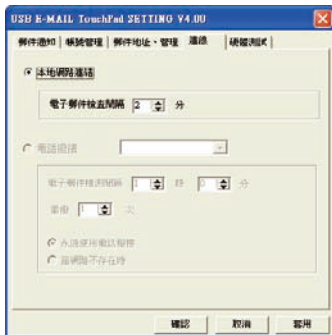 USB E-MAIL TouchPad SETTING V4.00
郵件通知 帳號管理 郵件地址、管理 連線 硬體測試
本地網路連結
電子郵件檢查間隔 2 分
電話撥接
電子郵件檢測間隔 1 時 0 分
重撥 1 次
永遠使用電話撥接
當網路不存在時
確認 取消 套用